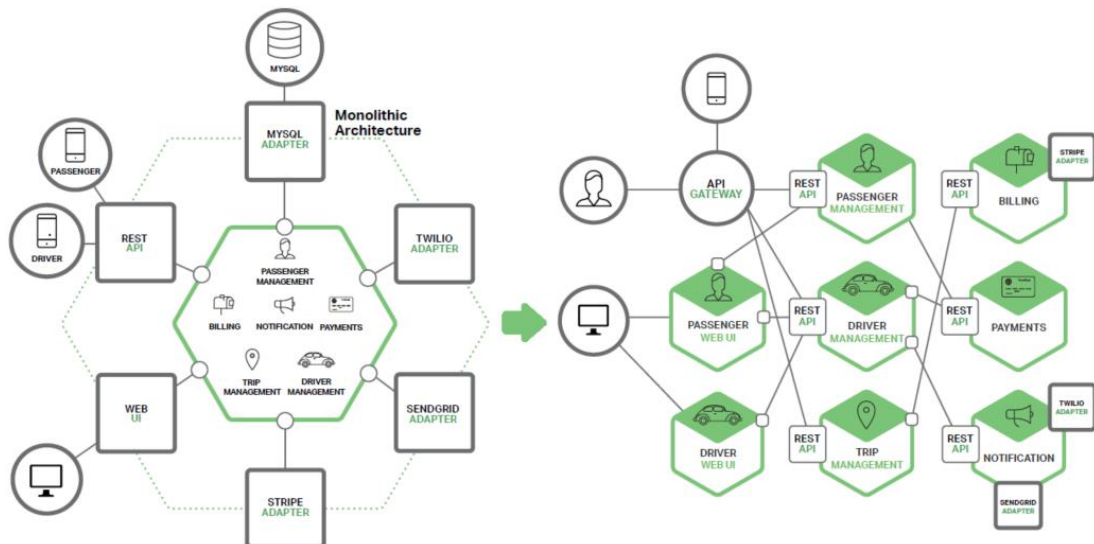 MYSQL
Monolithic
Architecture
MYSQL
ADAPTER
PASSENGER
DRIVER
REST
API
TWILIO
ADAPTER
PASSENGER
MANAGEMENT
BILLING
NOTIFICATION
PAYMENTS
TRIP
MANAGEMENT
DRIVER
MANAGEMENT
WEB
UI
SENDGRID
ADAPTER
STRIPE
ADAPTER
API
GATEWAY
REST
API
PASSENGER
MANAGEMENT
REST
API
BILLING
STRIPE
ADAPTER
PASSENGER
WEB UI
REST
API
DRIVER
MANAGEMENT
REST
API
PAYMENTS
DRIVER
WEB UI
REST
API
TRIP
MANAGEMENT
REST
API
NOTIFICATION
TWILIO
ADAPTER
SENDGRID
ADAPTER